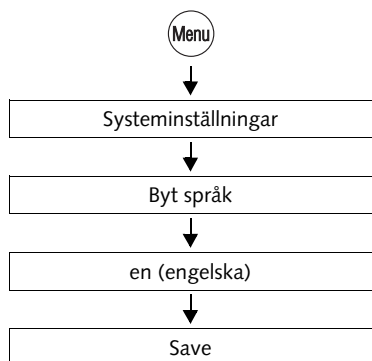 Menu
Systeminställningar
Byt språk
en (engelska)
Save